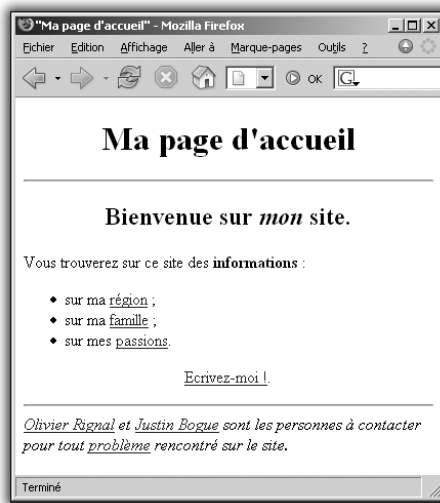 "Ma page d'accueil" - Mozilla Firefox
Fichier Edition Affichage Aller à Marque-pages Outils ?
OK G
Ma page d'accueil
Bienvenue sur mon site.
Vous trouverez sur ce site des informations :
sur ma région ;
sur ma famille ;
sur mes passions.
Ecrivez-moi !.
Olivier Rignal et Justin Bogue sont les personnes à contacter
pour tout problème rencontré sur le site.
Terminé